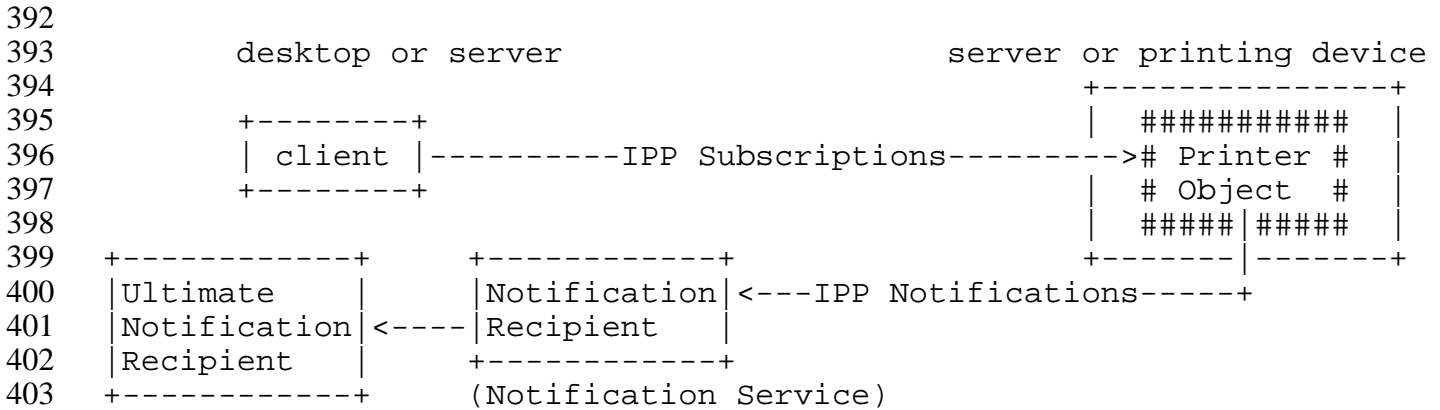 392
393        desktop or server                     server or printing device
394                                                     +---------------+
395        +--------+                                   |  ###########  |
396        | client |----------IPP Subscriptions---------># Printer #  |
397        +--------+                                   |  # Object  #  |
398                                                     |  #####|#####  |
399 +------------+     +------------+                   +-------|-------+
400 |Ultimate    |     |Notification|<---IPP Notifications-----+
401 |Notification|<----|Recipient   |
402 |Recipient   |     +------------+
403 +------------+     (Notification Service)